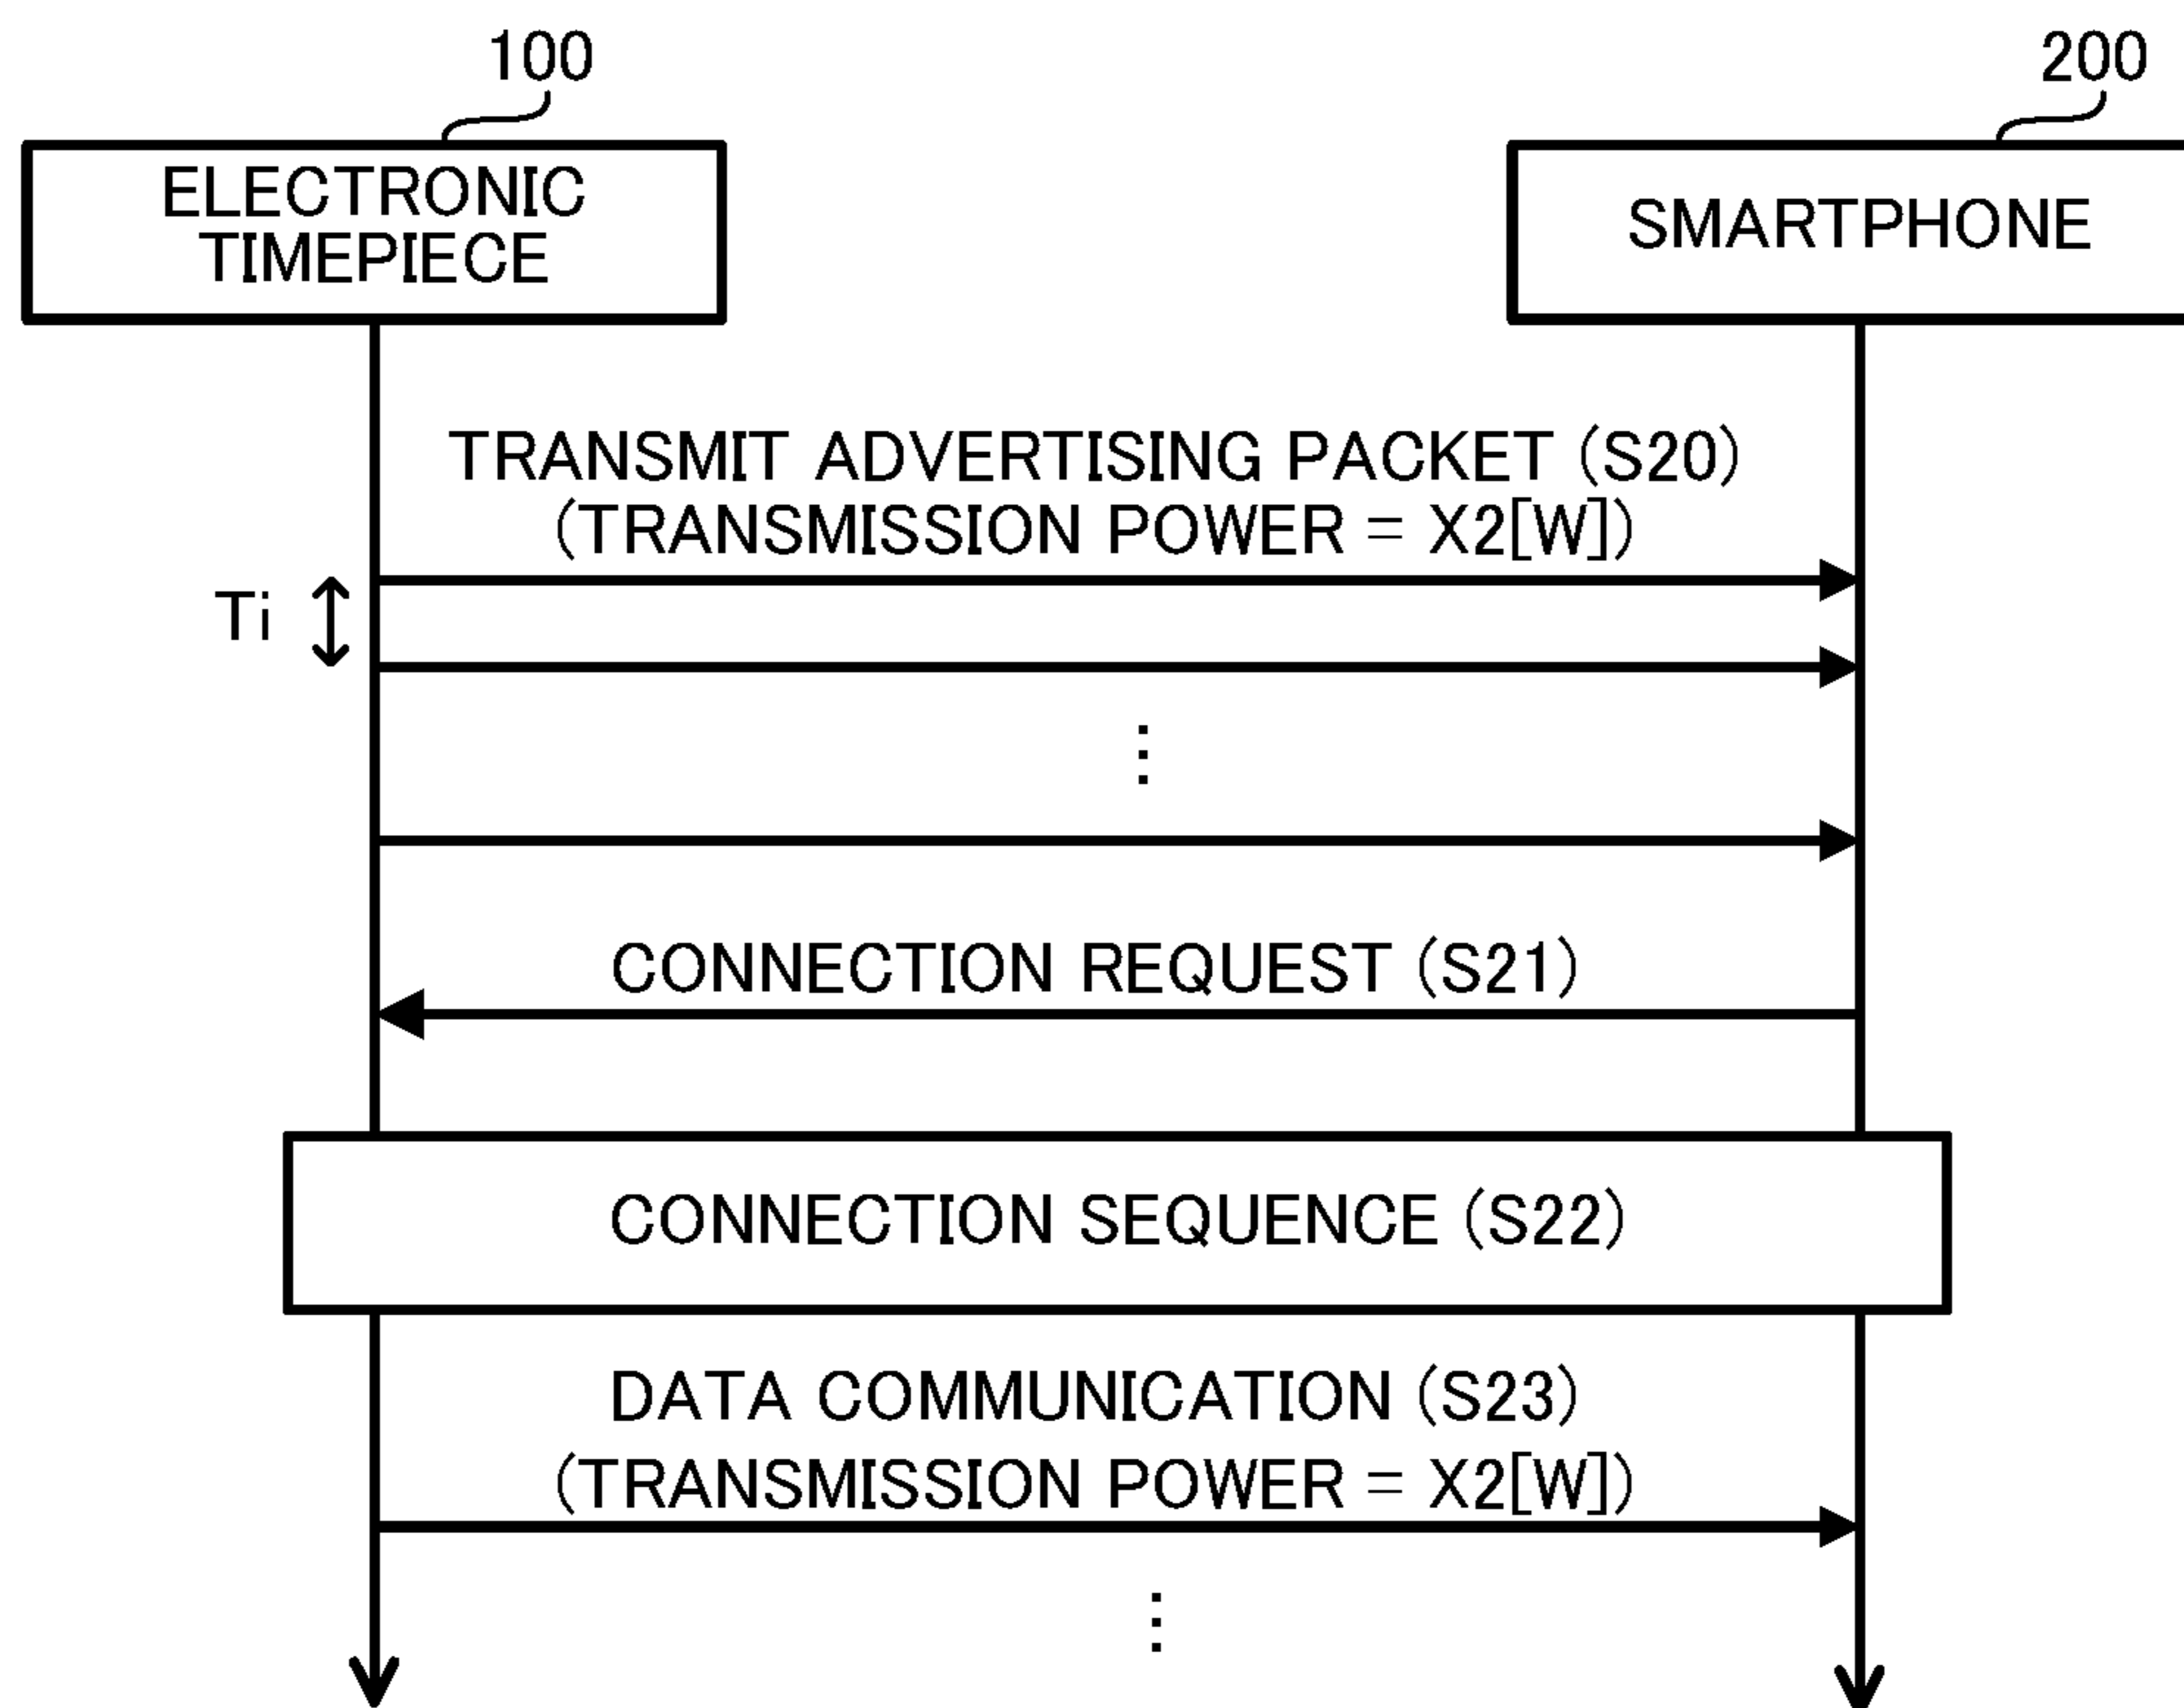 100
200
ELECTRONIC
TIMEPIECE
SMARTPHONE
TRANSMIT ADVERTISING PACKET (S20)
(TRANSMISSION POWER = X2[W])
Ti
CONNECTION REQUEST (S21)
CONNECTION SEQUENCE (S22)
DATA COMMUNICATION (S23)
(TRANSMISSION POWER = X2[W])